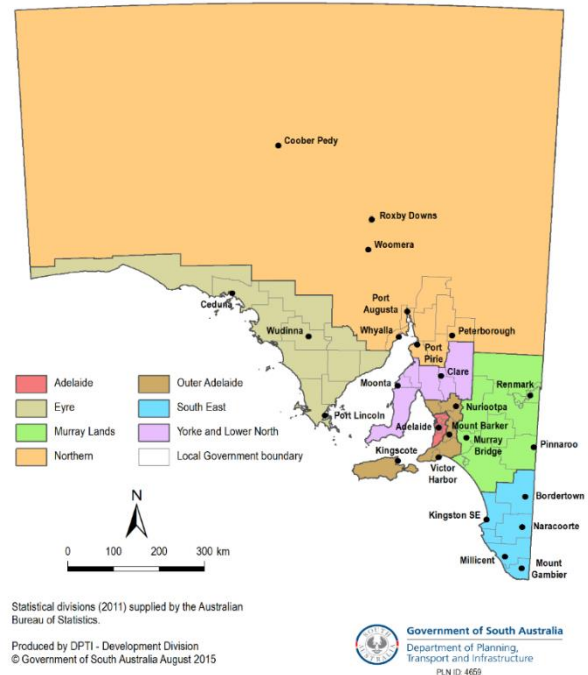 Coober Pedy
Roxby Downs
Woomera
Port
Augusta
Ceduna
Wudinna
Whyalla
Peterborough
Port
Pirie
Clare
Moonta
Renmark
Port Lincoln
Nuriootpa
Adelaide
Mount Barker
Murray
Bridge
Pinnaroo
Kingscote
Victor
Harbor
Bordertown
Kingston SE
Naracoorte
Millicent
Mount
Gambier
Adelaide
Eyre
Murray Lands
Northern
Outer Adelaide
South East
Yorke and Lower North
Local Government boundary
N
0 100 200 300 km
Statistical divisions (2011) supplied by the Australian
Bureau of Statistics.
Produced by DPTI - Development Division
© Government of South Australia August 2015
SOUTH
AUSTRALIA
Government of South Australia
Department of Planning,
Transport and Infrastructure
PLN ID: 4659